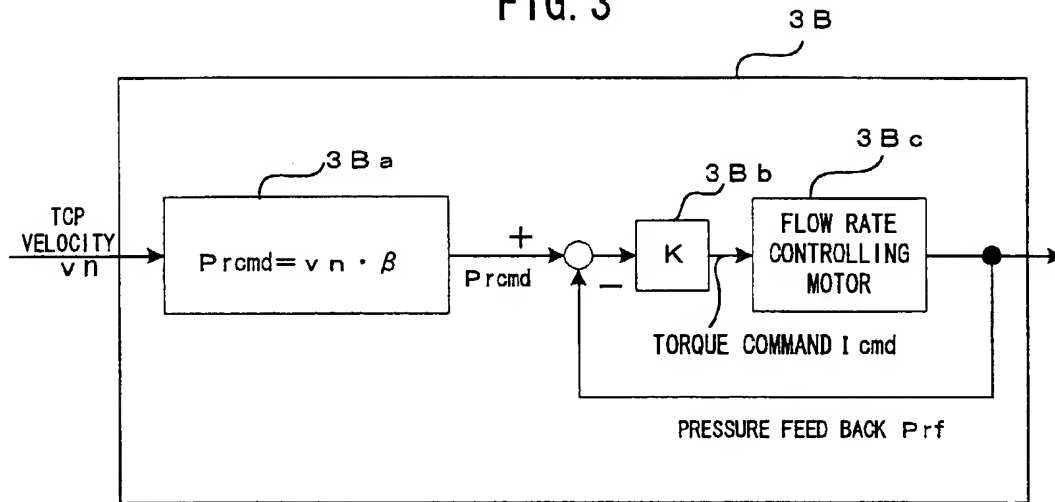 FIG. 3
3B
3Ba
3Bb
3Bc
TCP
VELOCITY
vn
Prcmd=vn・β
+
Prcmd
−
K
FLOW RATE
CONTROLLING
MOTOR
TORQUE COMMAND Icmd
PRESSURE FEED BACK Prf